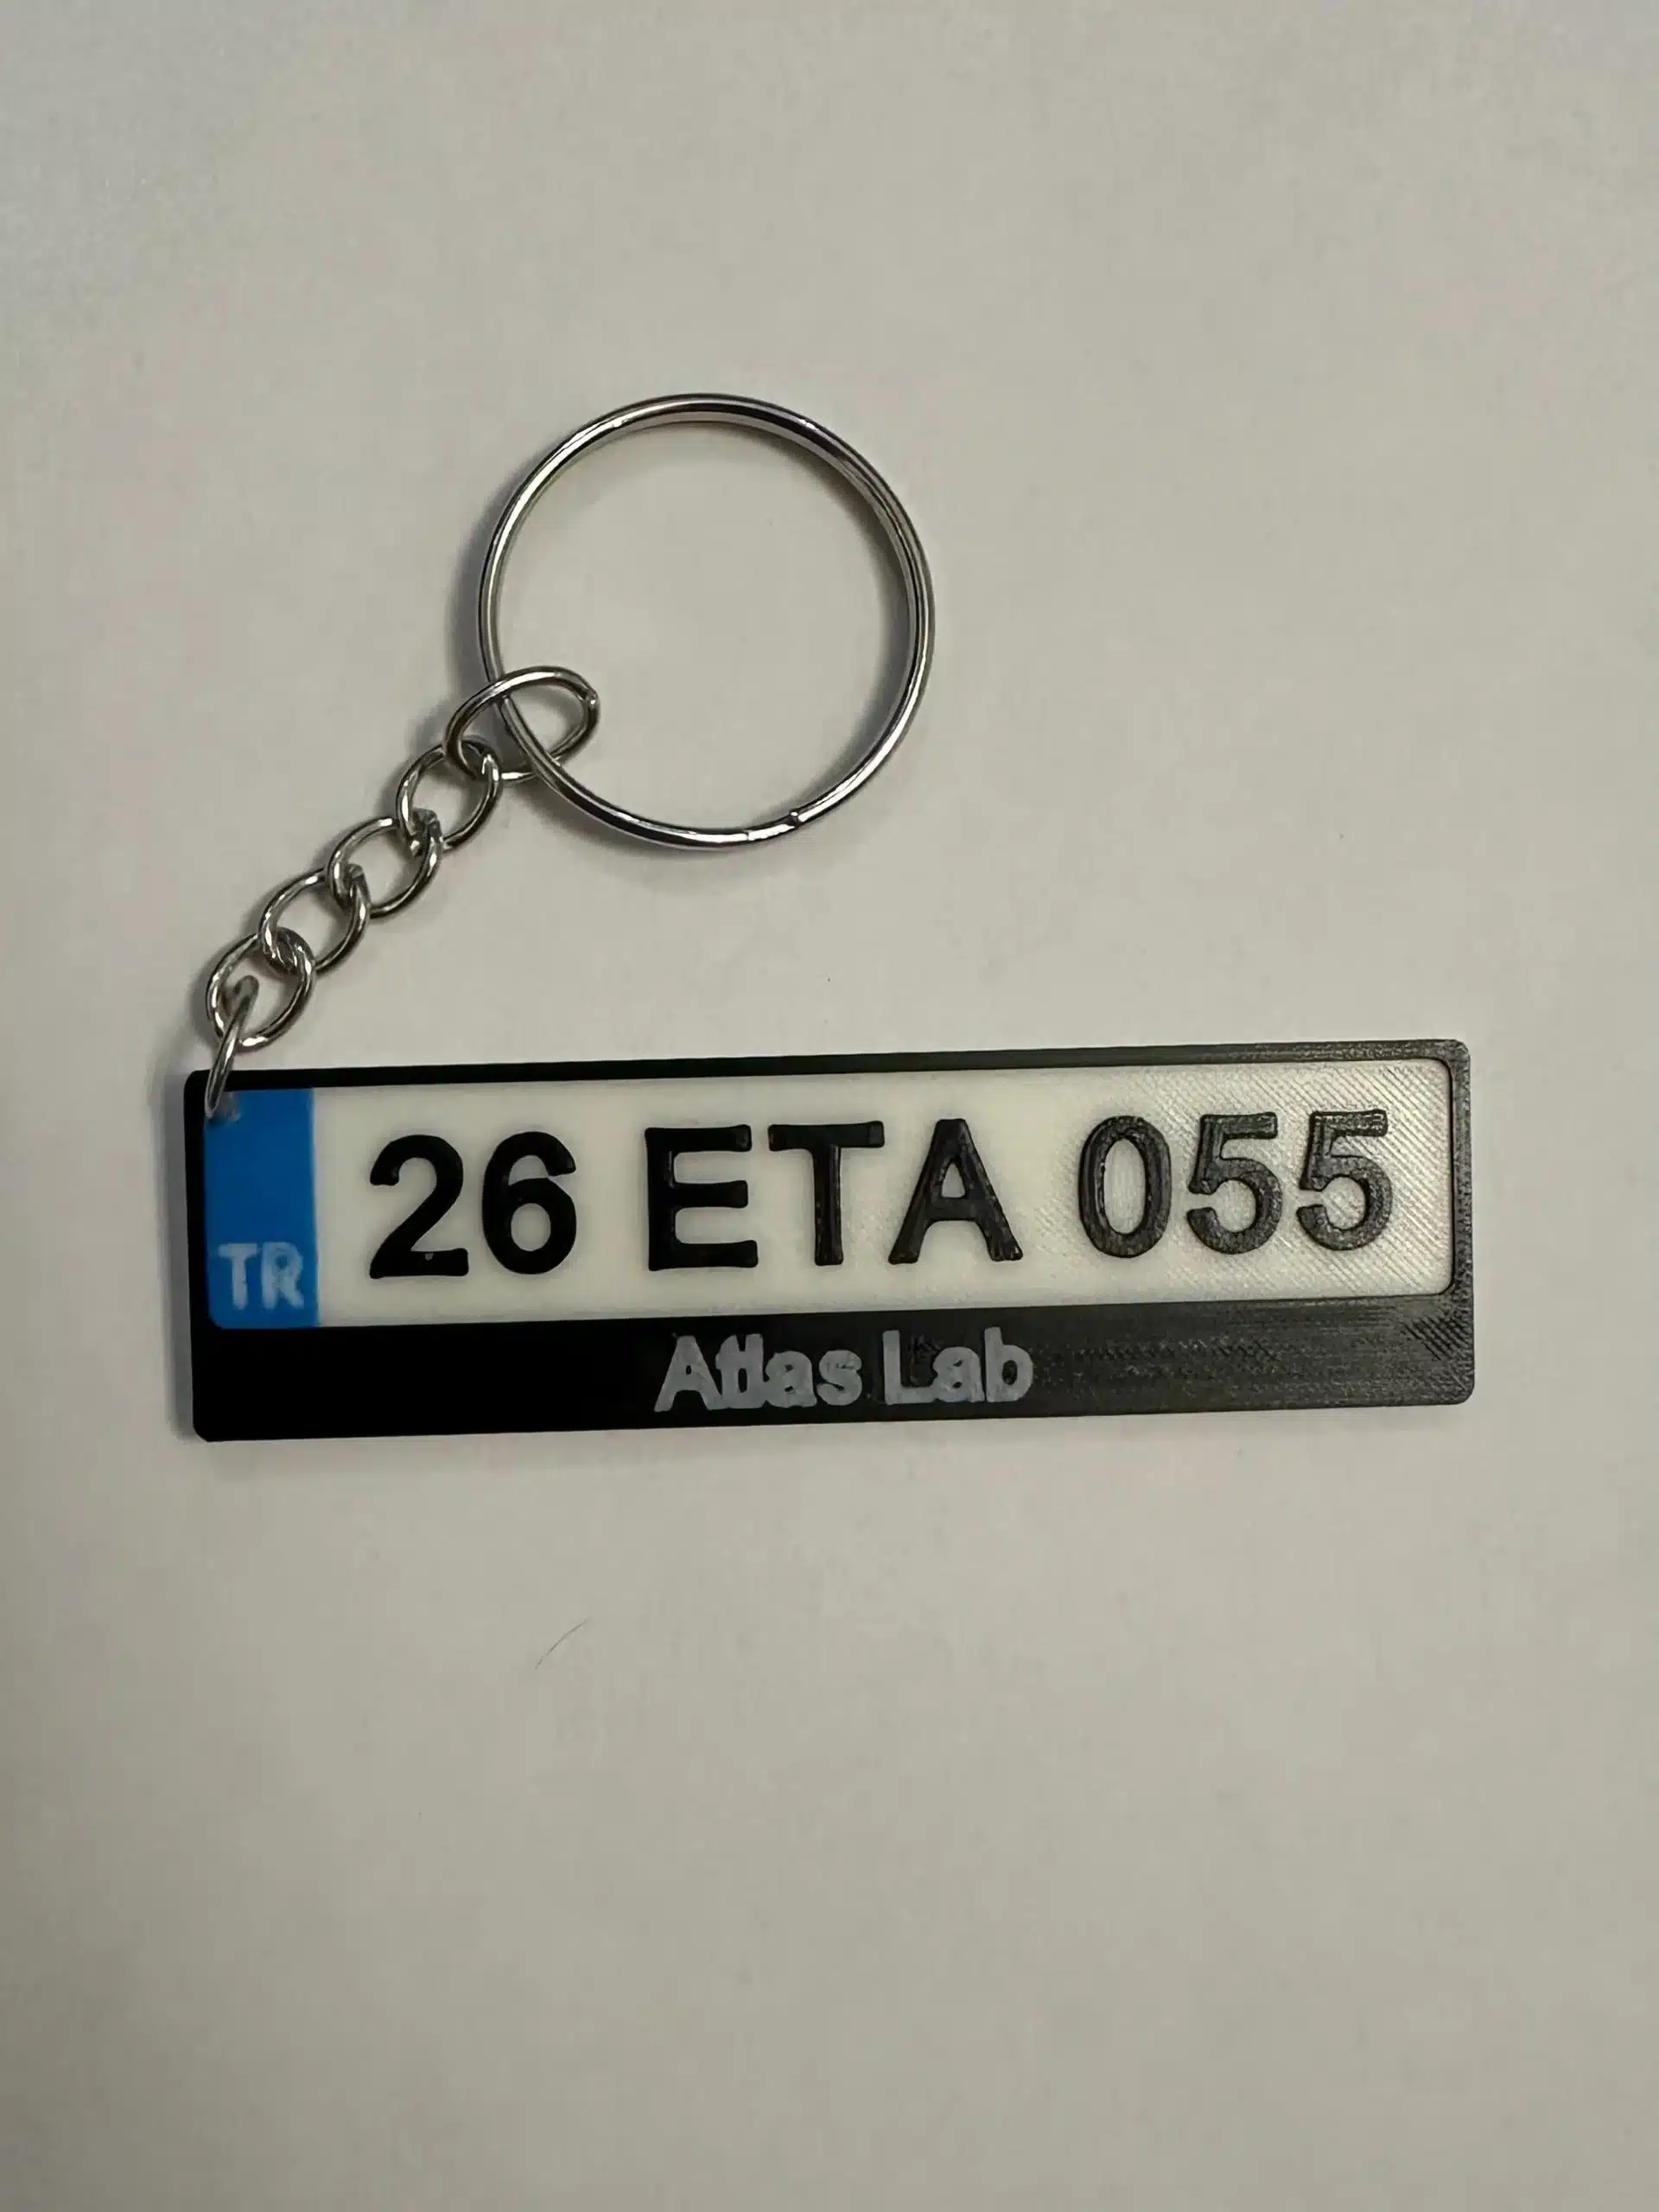 TR
26 ETA 055
Atlas Lab